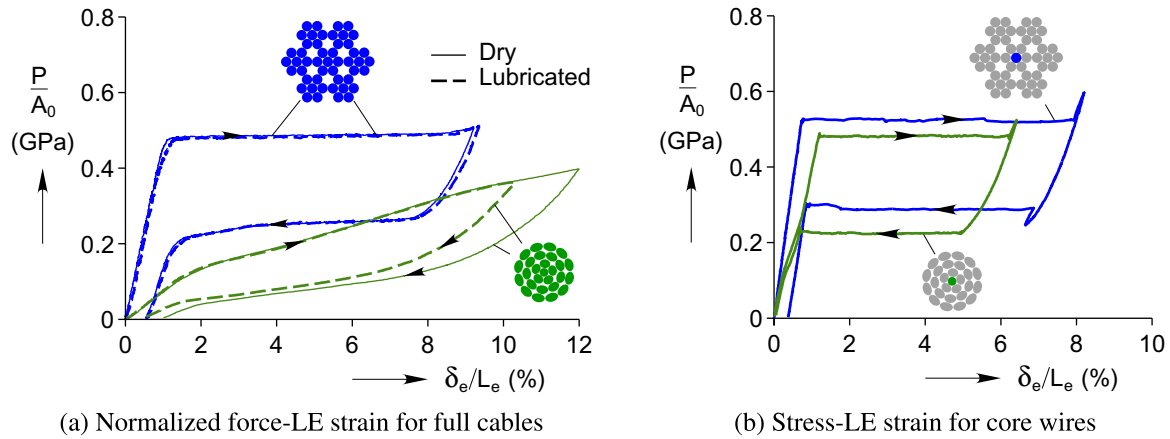 0.8
0.6
0.4
0.2
0
P
A₀
(GPa)
Dry
Lubricated
0 2 4 6 8 10 12
δₑ/Lₑ (%)
(a) Normalized force-LE strain for full cables
0.8
0.6
0.4
0.2
0
P
A₀
(GPa)
0 2 4 6 8 10
δₑ/Lₑ (%)
(b) Stress-LE strain for core wires